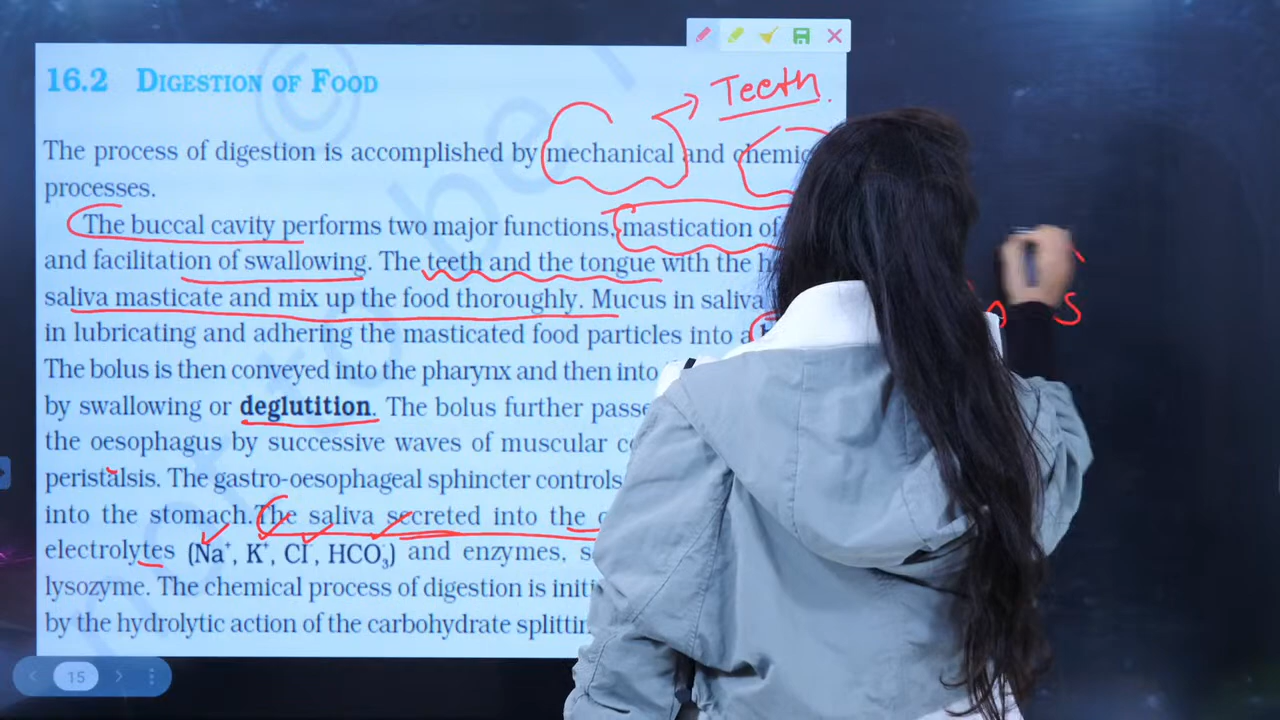 16.2 DIGESTION OF FOOD
Teeth
The process of digestion is accomplished by mechanical and
processes.
The buccal cavity performs two major functions, mastication of
and facilitation of swallowing. The teeth and the tongue with the
saliva masticate and mix up the food thoroughly. Mucus in saliva
in lubricating and adhering the masticated food particles into a
The bolus is then conveyed into the pharynx and then into
by swallowing or deglutition. The bolus further
the oesophagus by successive waves of muscular
peristalsis. The gastro-oesophageal sphincter controls
into the stomach. The saliva secreted into the
electrolytes (Na⁺, K⁺, Cl⁻, HCO₃) and enzymes,
lysozyme. The chemical process of digestion is
by the hydrolytic action of the carbohydrate
15